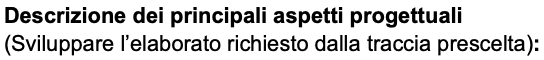 Descrizione dei principali aspetti progettuali
(Sviluppare l’elaborato richiesto dalla traccia prescelta):